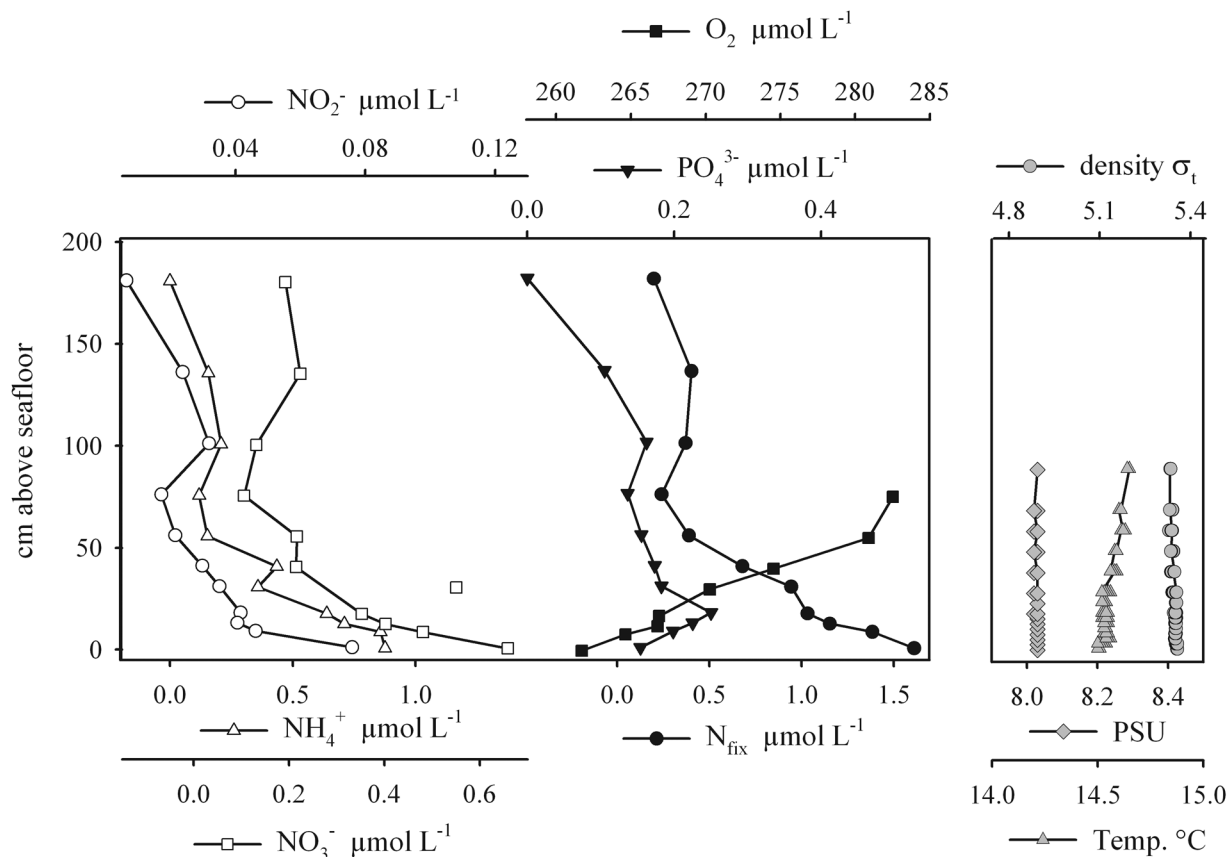 O₂ µmol L⁻¹
260 265 270 275 280 285
NO₂⁻ µmol L⁻¹
0.04 0.08 0.12
PO₄³⁻ µmol L⁻¹
0.0 0.2 0.4
density σₜ
4.8 5.1 5.4
cm above seafloor
200
150
100
50
0
0.0 0.5 1.0
NH₄⁺ µmol L⁻¹
0.0 0.2 0.4 0.6
NO₃⁻ µmol L⁻¹
0.0 0.5 1.0 1.5
N_fix µmol L⁻¹
8.0 8.2 8.4
PSU
14.0 14.5 15.0
Temp. °C